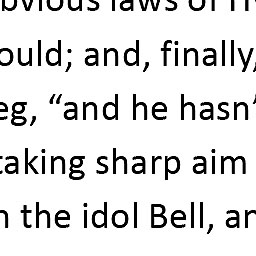 bvious laws of
ould; and, finally,
eg, “and he hasn’
taking sharp aim
n the idol Bell, an